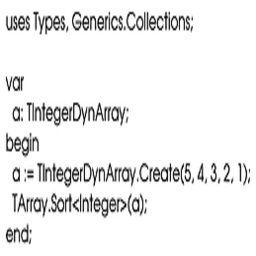 uses Types, Generics.Collections;
var
a: TIntegerDynArray;
begin
a := TIntegerDynArray.Create(5, 4, 3, 2, 1);
TArray.Sort<Integer>(a);
end;